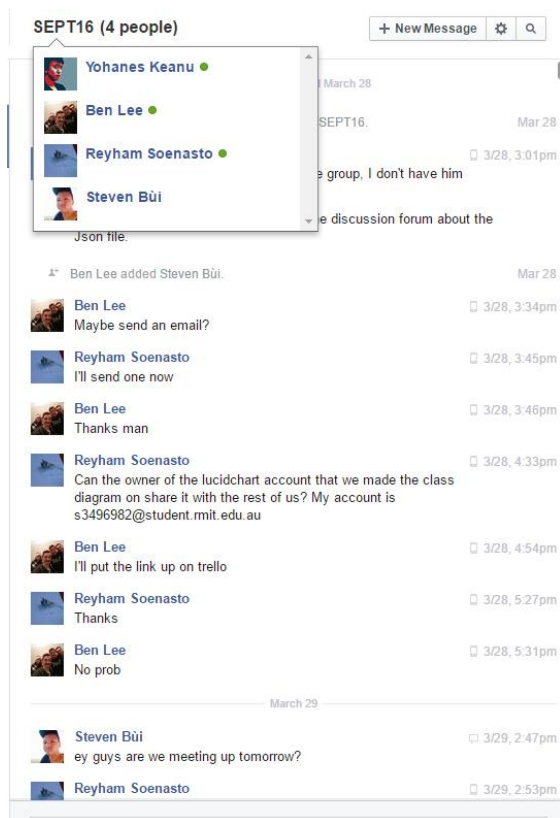 SEPT16 (4 people)
+ New Message
Yohanes Keanu
March 28
Ben Lee
SEPT16.
Mar 28
Reyham Soenasto
3/28, 3:01pm
group, I don't have him
Steven Bùi
discussion forum about the
Json file.
Ben Lee added Steven Bùi.
Mar 28
Ben Lee
3/28, 3:34pm
Maybe send an email?
Reyham Soenasto
3/28, 3:45pm
I'll send one now
Ben Lee
3/28, 3:46pm
Thanks man
Reyham Soenasto
3/28, 4:33pm
Can the owner of the lucidchart account that we made the class
diagram on share it with the rest of us? My account is
s3496982@student.rmit.edu.au
Ben Lee
3/28, 4:54pm
I'll put the link up on trello
Reyham Soenasto
3/28, 5:27pm
Thanks
Ben Lee
3/28, 5:31pm
No prob
March 29
Steven Bùi
3/29, 2:47pm
ey guys are we meeting up tomorrow?
Reyham Soenasto
3/29, 2:53pm